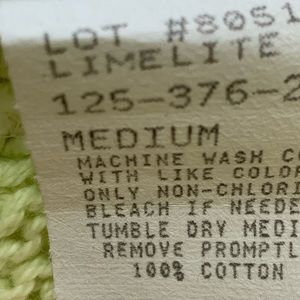 LOT #8051
LIMELITE
125-376-2
MEDIUM
MACHINE WASH CO
WITH LIKE COLOR
ONLY NON-CHLORI
BLEACH IF NEEDE
TUMBLE DRY MEDI
REMOVE PROMPTL
100% COTTON